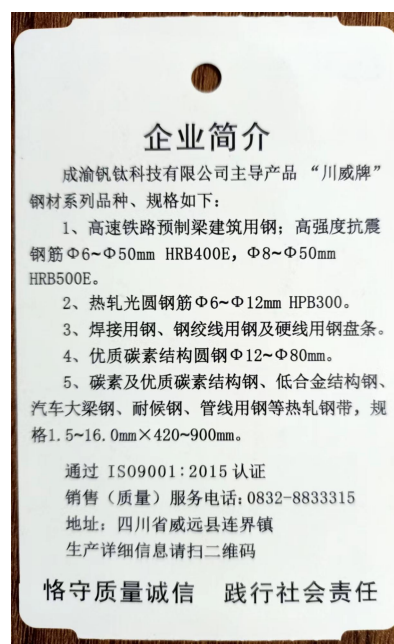 企业简介
成渝钒钛科技有限公司主导产品 “川威牌”
钢材系列品种、规格如下：
1、高速铁路预制梁建筑用钢；高强度抗震
钢筋Φ6~Φ50mm HRB400E，Φ8~Φ50mm
HRB500E。
2、热轧光圆钢筋Φ6~Φ12mm HPB300。
3、焊接用钢、钢绞线用钢及硬线用钢盘条。
4、优质碳素结构圆钢Φ12~Φ80mm。
5、碳素及优质碳素结构钢、低合金结构钢、
汽车大梁钢、耐候钢、管线用钢等热轧钢带，规
格1.5~16.0mm×420~900mm。
通过 ISO9001:2015 认证
销售（质量）服务电话;0832-8833315
地址：四川省威远县连界镇
生产详细信息请扫二维码
恪守质量诚信 践行社会责任